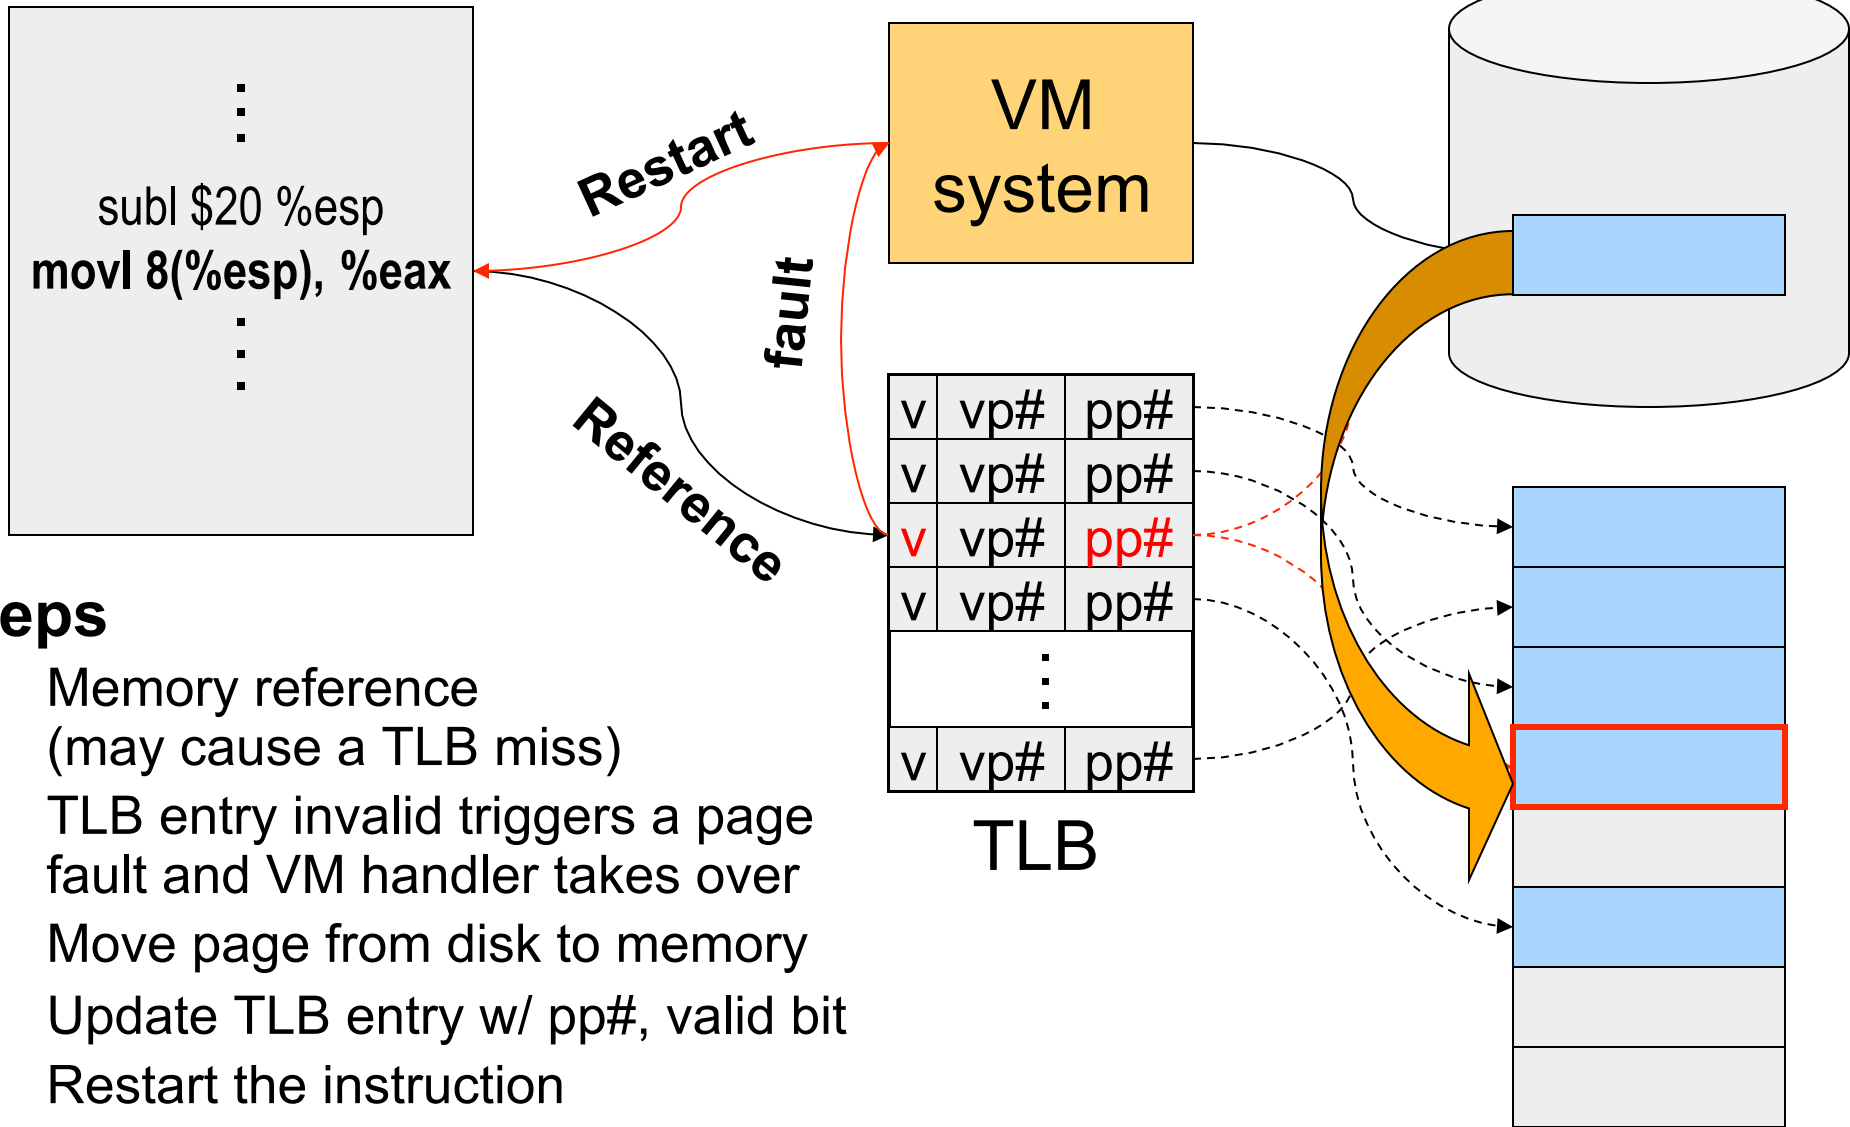 subl $20 %esp
movl 8(%esp), %eax
Restart
fault
Reference
VM
system
v vp# pp#
v vp# pp#
v vp# pp#
v vp# pp#
v vp# pp#
TLB
eps
Memory reference
(may cause a TLB miss)
TLB entry invalid triggers a page
fault and VM handler takes over
Move page from disk to memory
Update TLB entry w/ pp#, valid bit
Restart the instruction